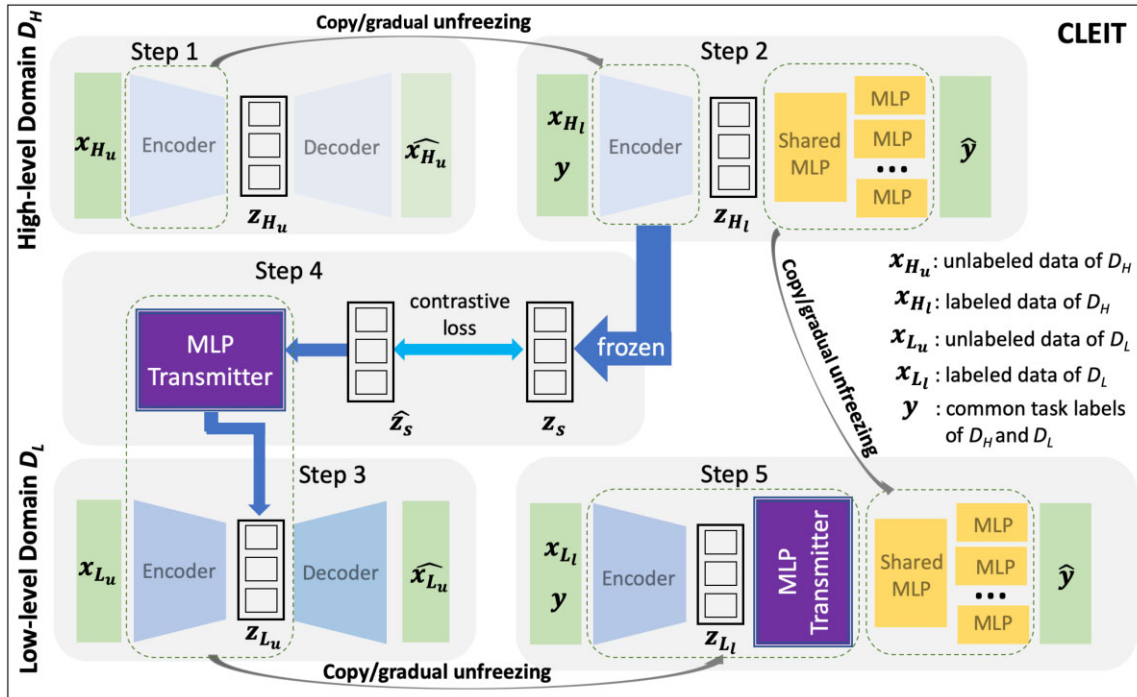 CLEIT
High-level Domain D_H
Copy/gradual unfreezing
Step 1
x_{H_u}
Encoder
z_{H_u}
Decoder
\widehat{x_{H_u}}
Step 2
x_{H_l}
y
Encoder
z_{H_l}
Shared
MLP
MLP
MLP
•••
MLP
ŷ
Step 4
MLP
Transmitter
contrastive
loss
\widehat{z_s}
z_s
frozen
Copy/gradual unfreezing
x_{H_u} : unlabeled data of D_H
x_{H_l} : labeled data of D_H
x_{L_u} : unlabeled data of D_L
x_{L_l} : labeled data of D_L
y : common task labels
of D_H and D_L
Low-level Domain D_L
Step 3
x_{L_u}
Encoder
z_{L_u}
Decoder
\widehat{x_{L_u}}
Step 5
x_{L_l}
y
Encoder
z_{L_l}
MLP
Transmitter
Shared
MLP
MLP
MLP
•••
MLP
ŷ
Copy/gradual unfreezing